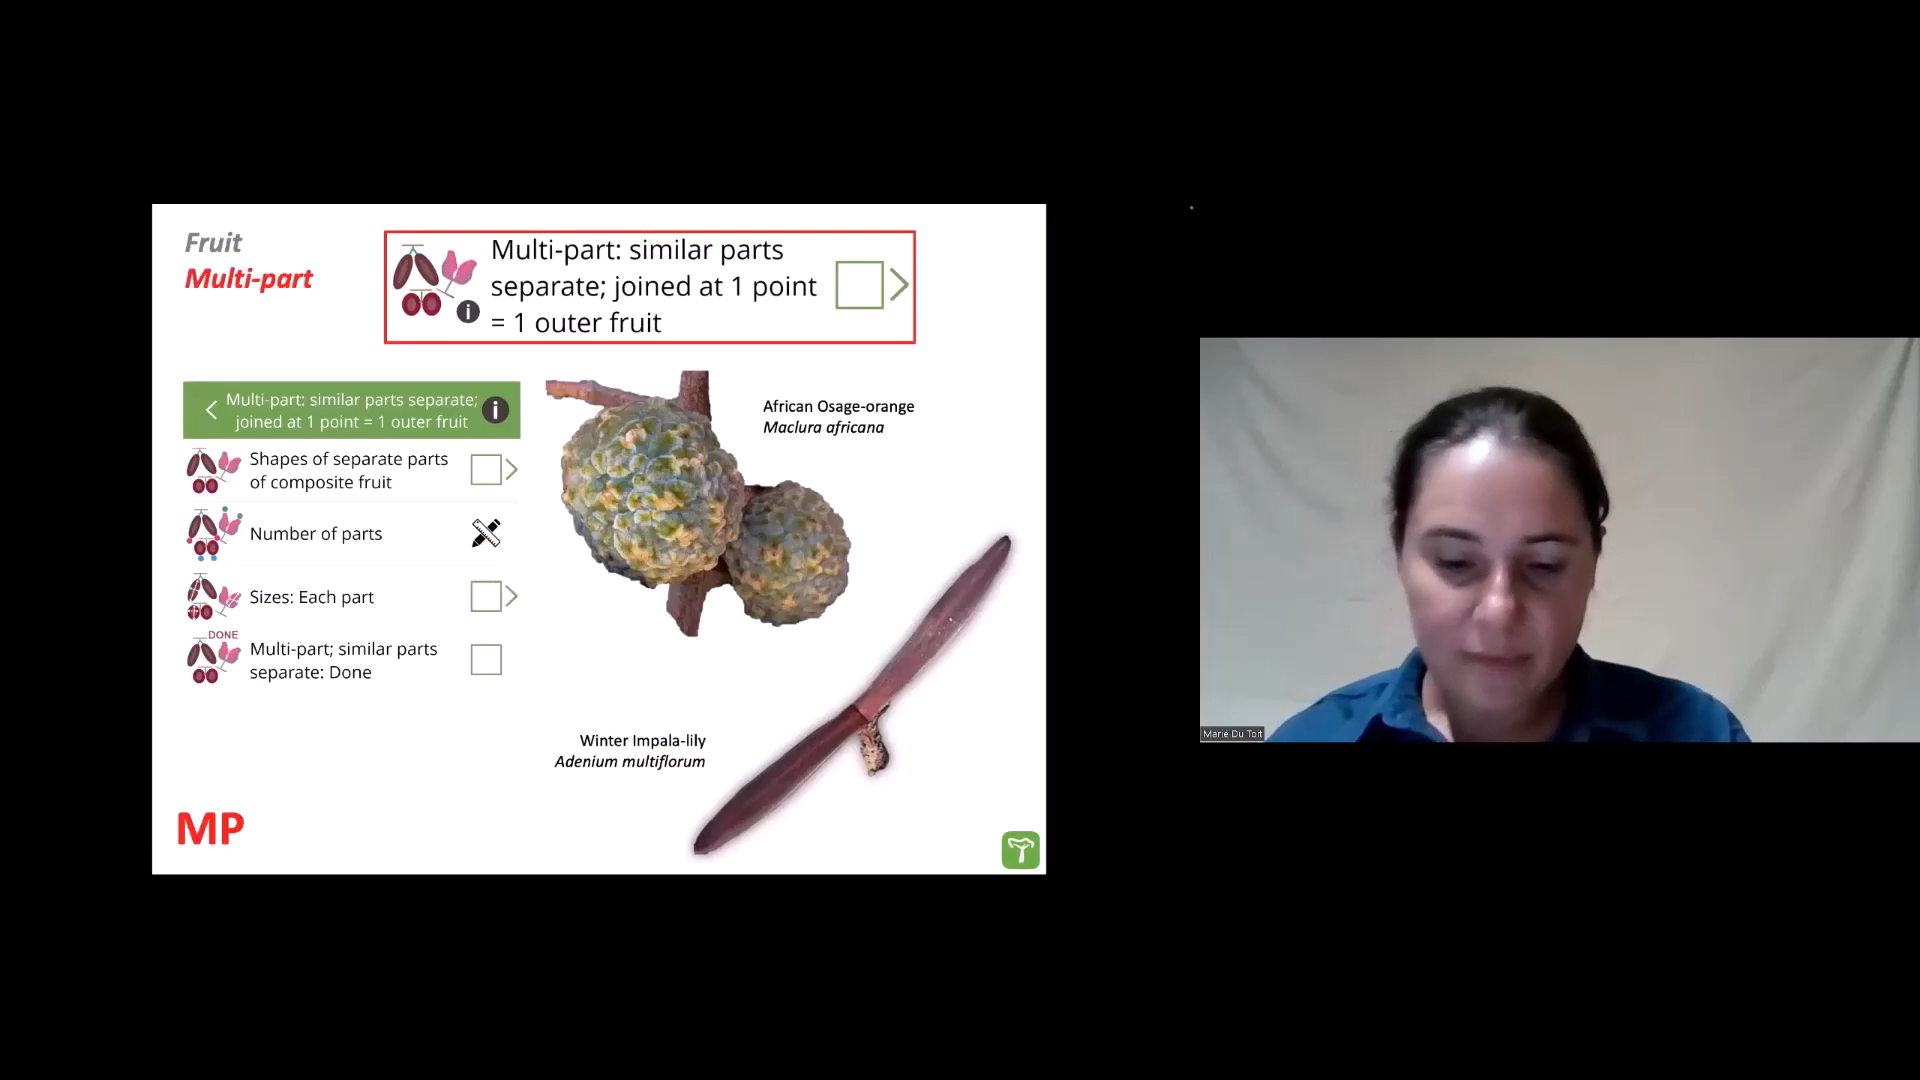 Fruit
Multi-part
Multi-part: similar parts
separate; joined at 1 point
= 1 outer fruit
i
Multi-part: similar parts separate;
joined at 1 point = 1 outer fruit
i
Shapes of separate parts
of composite fruit
Number of parts
Sizes: Each part
DONE
Multi-part; similar parts
separate: Done
African Osage-orange
Maclura africana
Winter Impala-lily
Adenium multiflorum
MP
Marié Du Toit